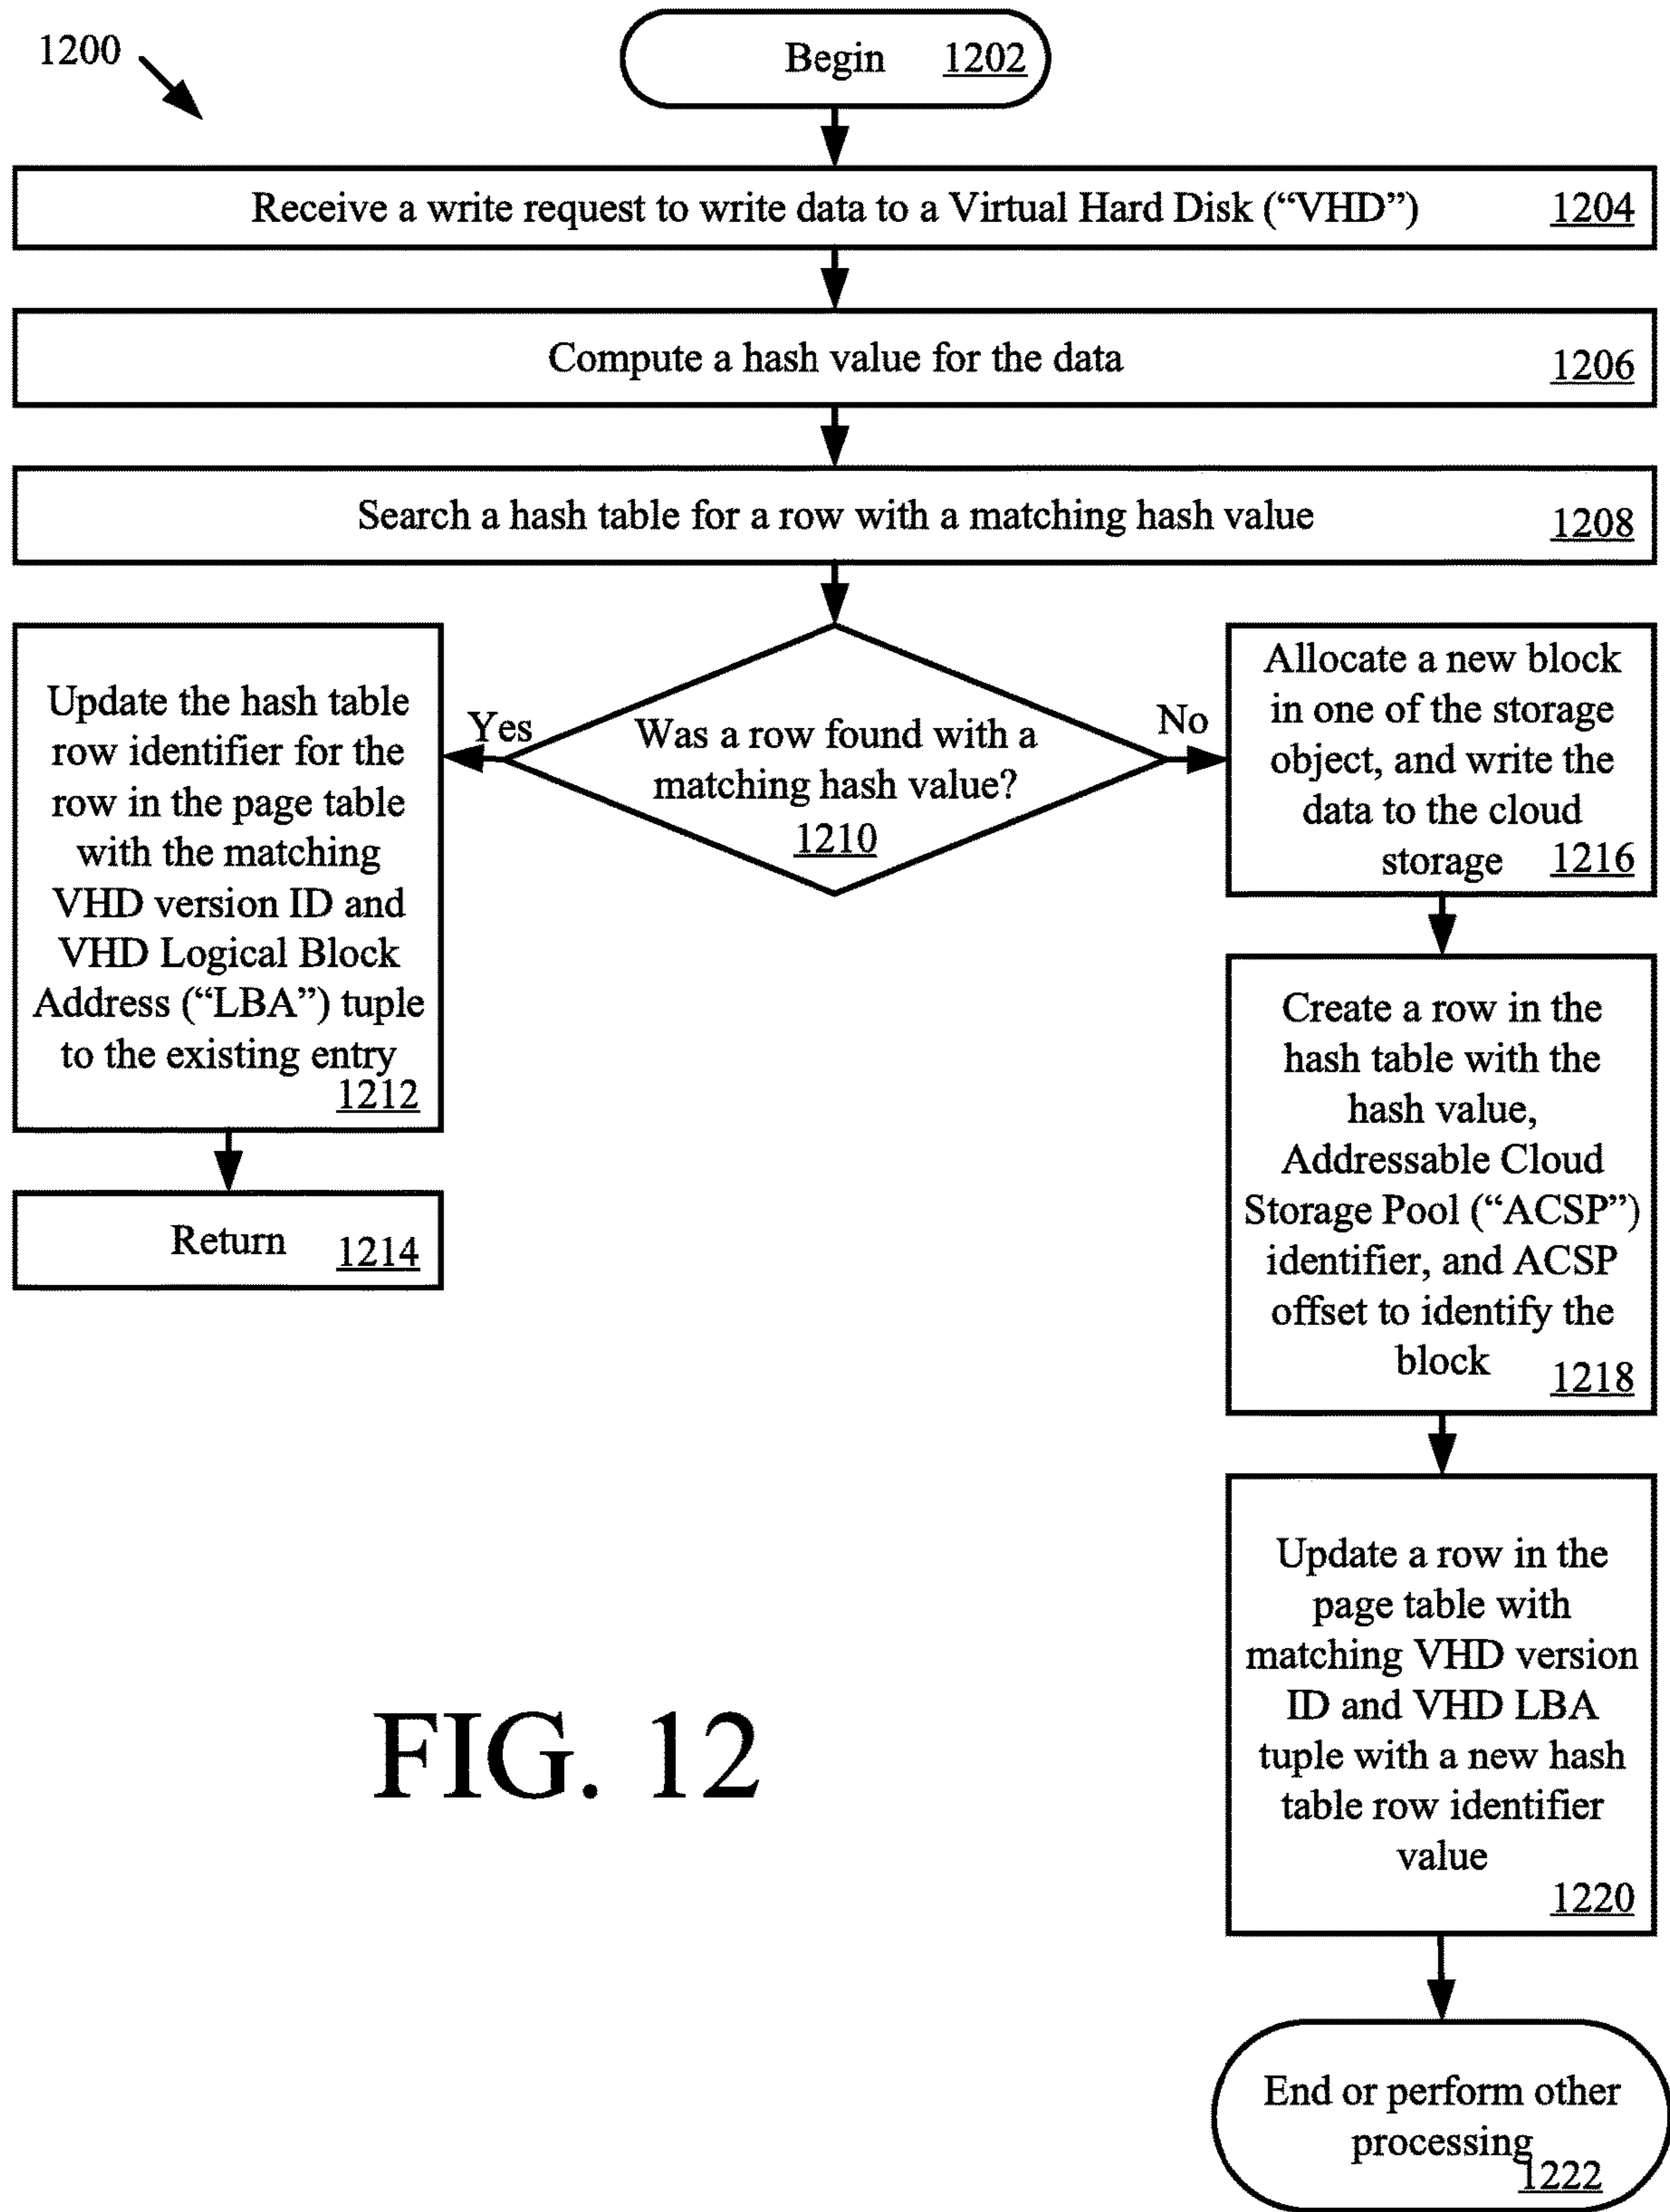 1200
Begin 1202
Receive a write request to write data to a Virtual Hard Disk (“VHD”) 1204
Compute a hash value for the data 1206
Search a hash table for a row with a matching hash value 1208
Was a row found with a
matching hash value?
1210
Yes
Update the hash table
row identifier for the
row in the page table
with the matching
VHD version ID and
VHD Logical Block
Address (“LBA”) tuple
to the existing entry
1212
Return 1214
No
Allocate a new block
in one of the storage
object, and write the
data to the cloud
storage 1216
Create a row in the
hash table with the
hash value,
Addressable Cloud
Storage Pool (“ACSP”)
identifier, and ACSP
offset to identify the
block 1218
Update a row in the
page table with
matching VHD version
ID and VHD LBA
tuple with a new hash
table row identifier
value
1220
End or perform other
processing
1222
FIG. 12